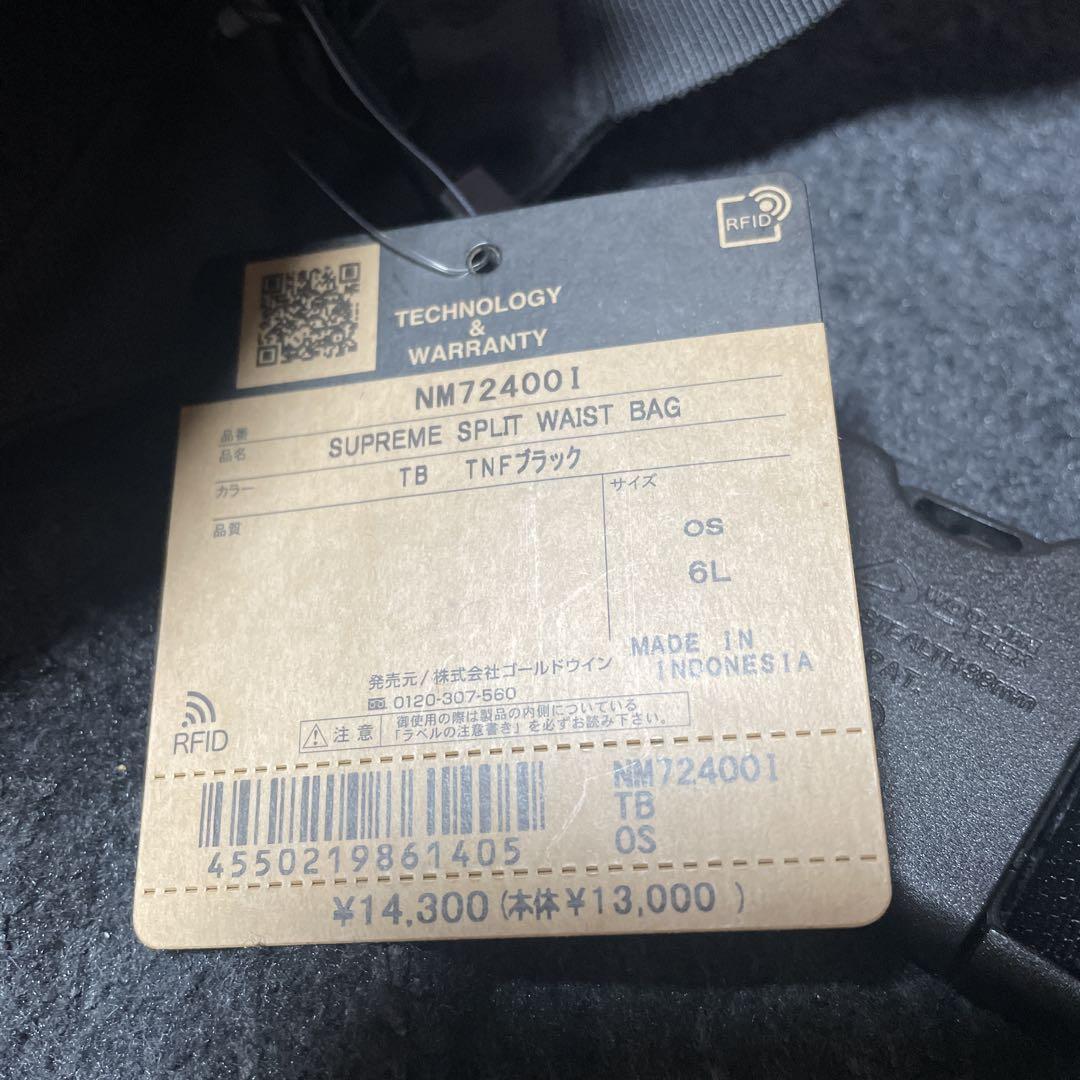 RFID
TECHNOLOGY
&
WARRANTY
品番 NM72400I
品名 SUPREME SPLIT WAIST BAG
カラー TB TNFブラック
品質
サイズ
OS
6L
MADE IN
INDONESIA
発売元/株式会社ゴールドウイン
0120-307-560
RFID
注意
御使用の際は製品の内側についている
「ラベルの注意書き」を必ずお読み下さい。
NM72400I
TB
OS
4550219861405
¥14,300(本体¥13,000 )